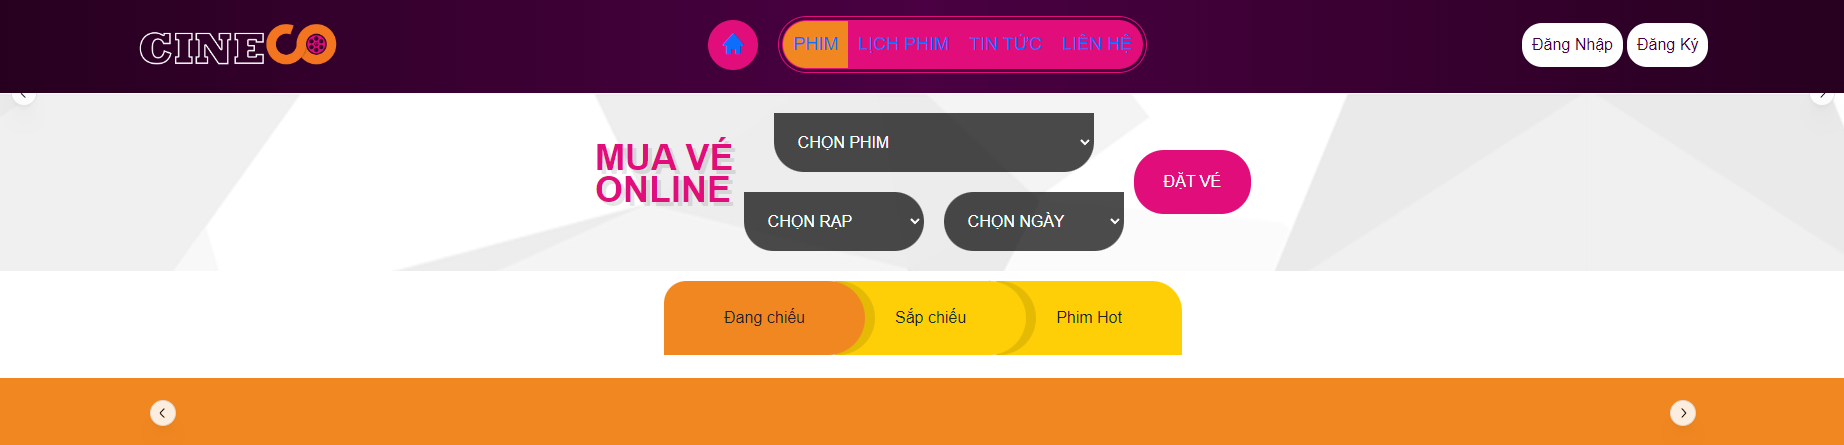 CINECO
PHIM LỊCH PHIM TIN TỨC LIÊN HỆ
Đăng Nhập Đăng Ký
MUA VÉ
ONLINE
CHỌN PHIM
CHỌN RẠP
CHỌN NGÀY
ĐẶT VÉ
Đang chiếu Sắp chiếu Phim Hot